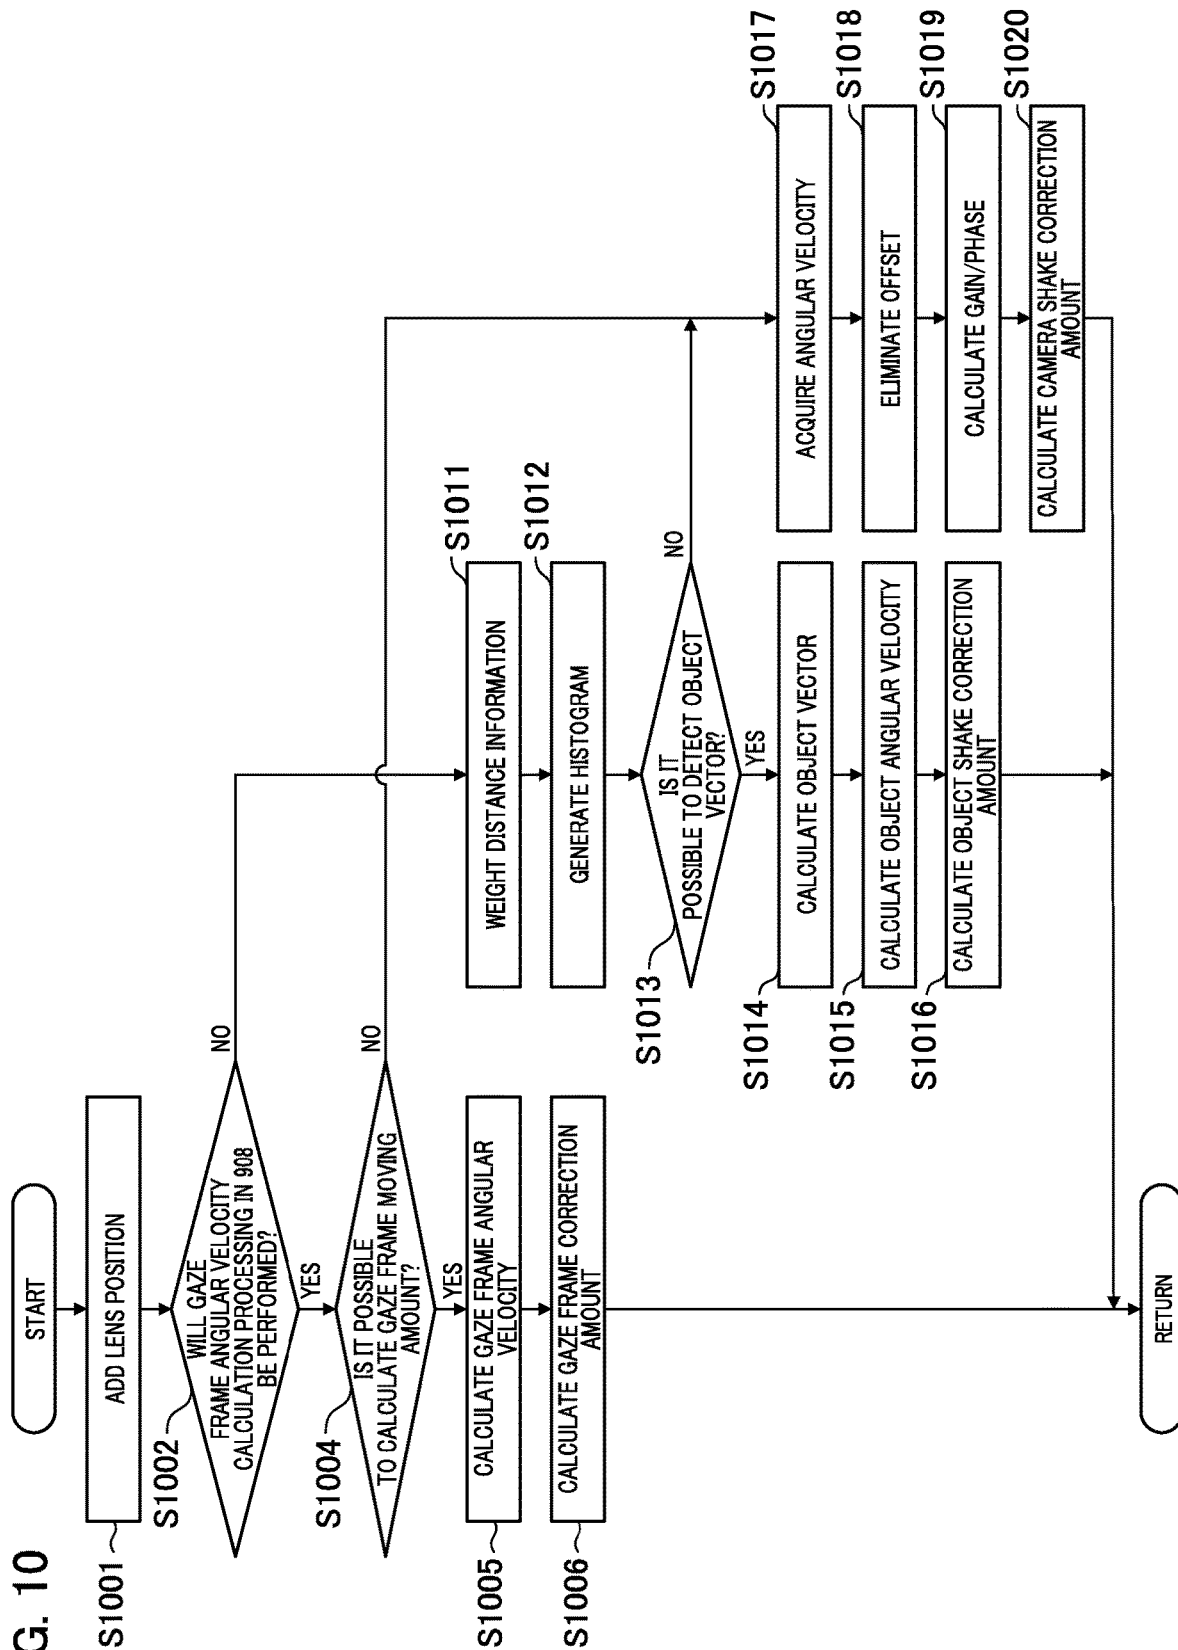 G. 10
START
S1001
ADD LENS POSITION
S1002
WILL GAZE
FRAME ANGULAR VELOCITY
CALCULATION PROCESSING IN 908
BE PERFORMED?
NO
YES
S1004
IS IT POSSIBLE
TO CALCULATE GAZE FRAME MOVING
AMOUNT?
NO
YES
S1005
CALCULATE GAZE FRAME ANGULAR
VELOCITY
S1006
CALCULATE GAZE FRAME CORRECTION
AMOUNT
S1011
WEIGHT DISTANCE INFORMATION
S1012
GENERATE HISTOGRAM
S1013
IS IT
POSSIBLE TO DETECT OBJECT
VECTOR?
NO
YES
S1014
CALCULATE OBJECT VECTOR
S1015
CALCULATE OBJECT ANGULAR VELOCITY
S1016
CALCULATE OBJECT SHAKE CORRECTION
AMOUNT
S1017
ACQUIRE ANGULAR VELOCITY
S1018
ELIMINATE OFFSET
S1019
CALCULATE GAIN/PHASE
S1020
CALCULATE CAMERA SHAKE CORRECTION
AMOUNT
RETURN